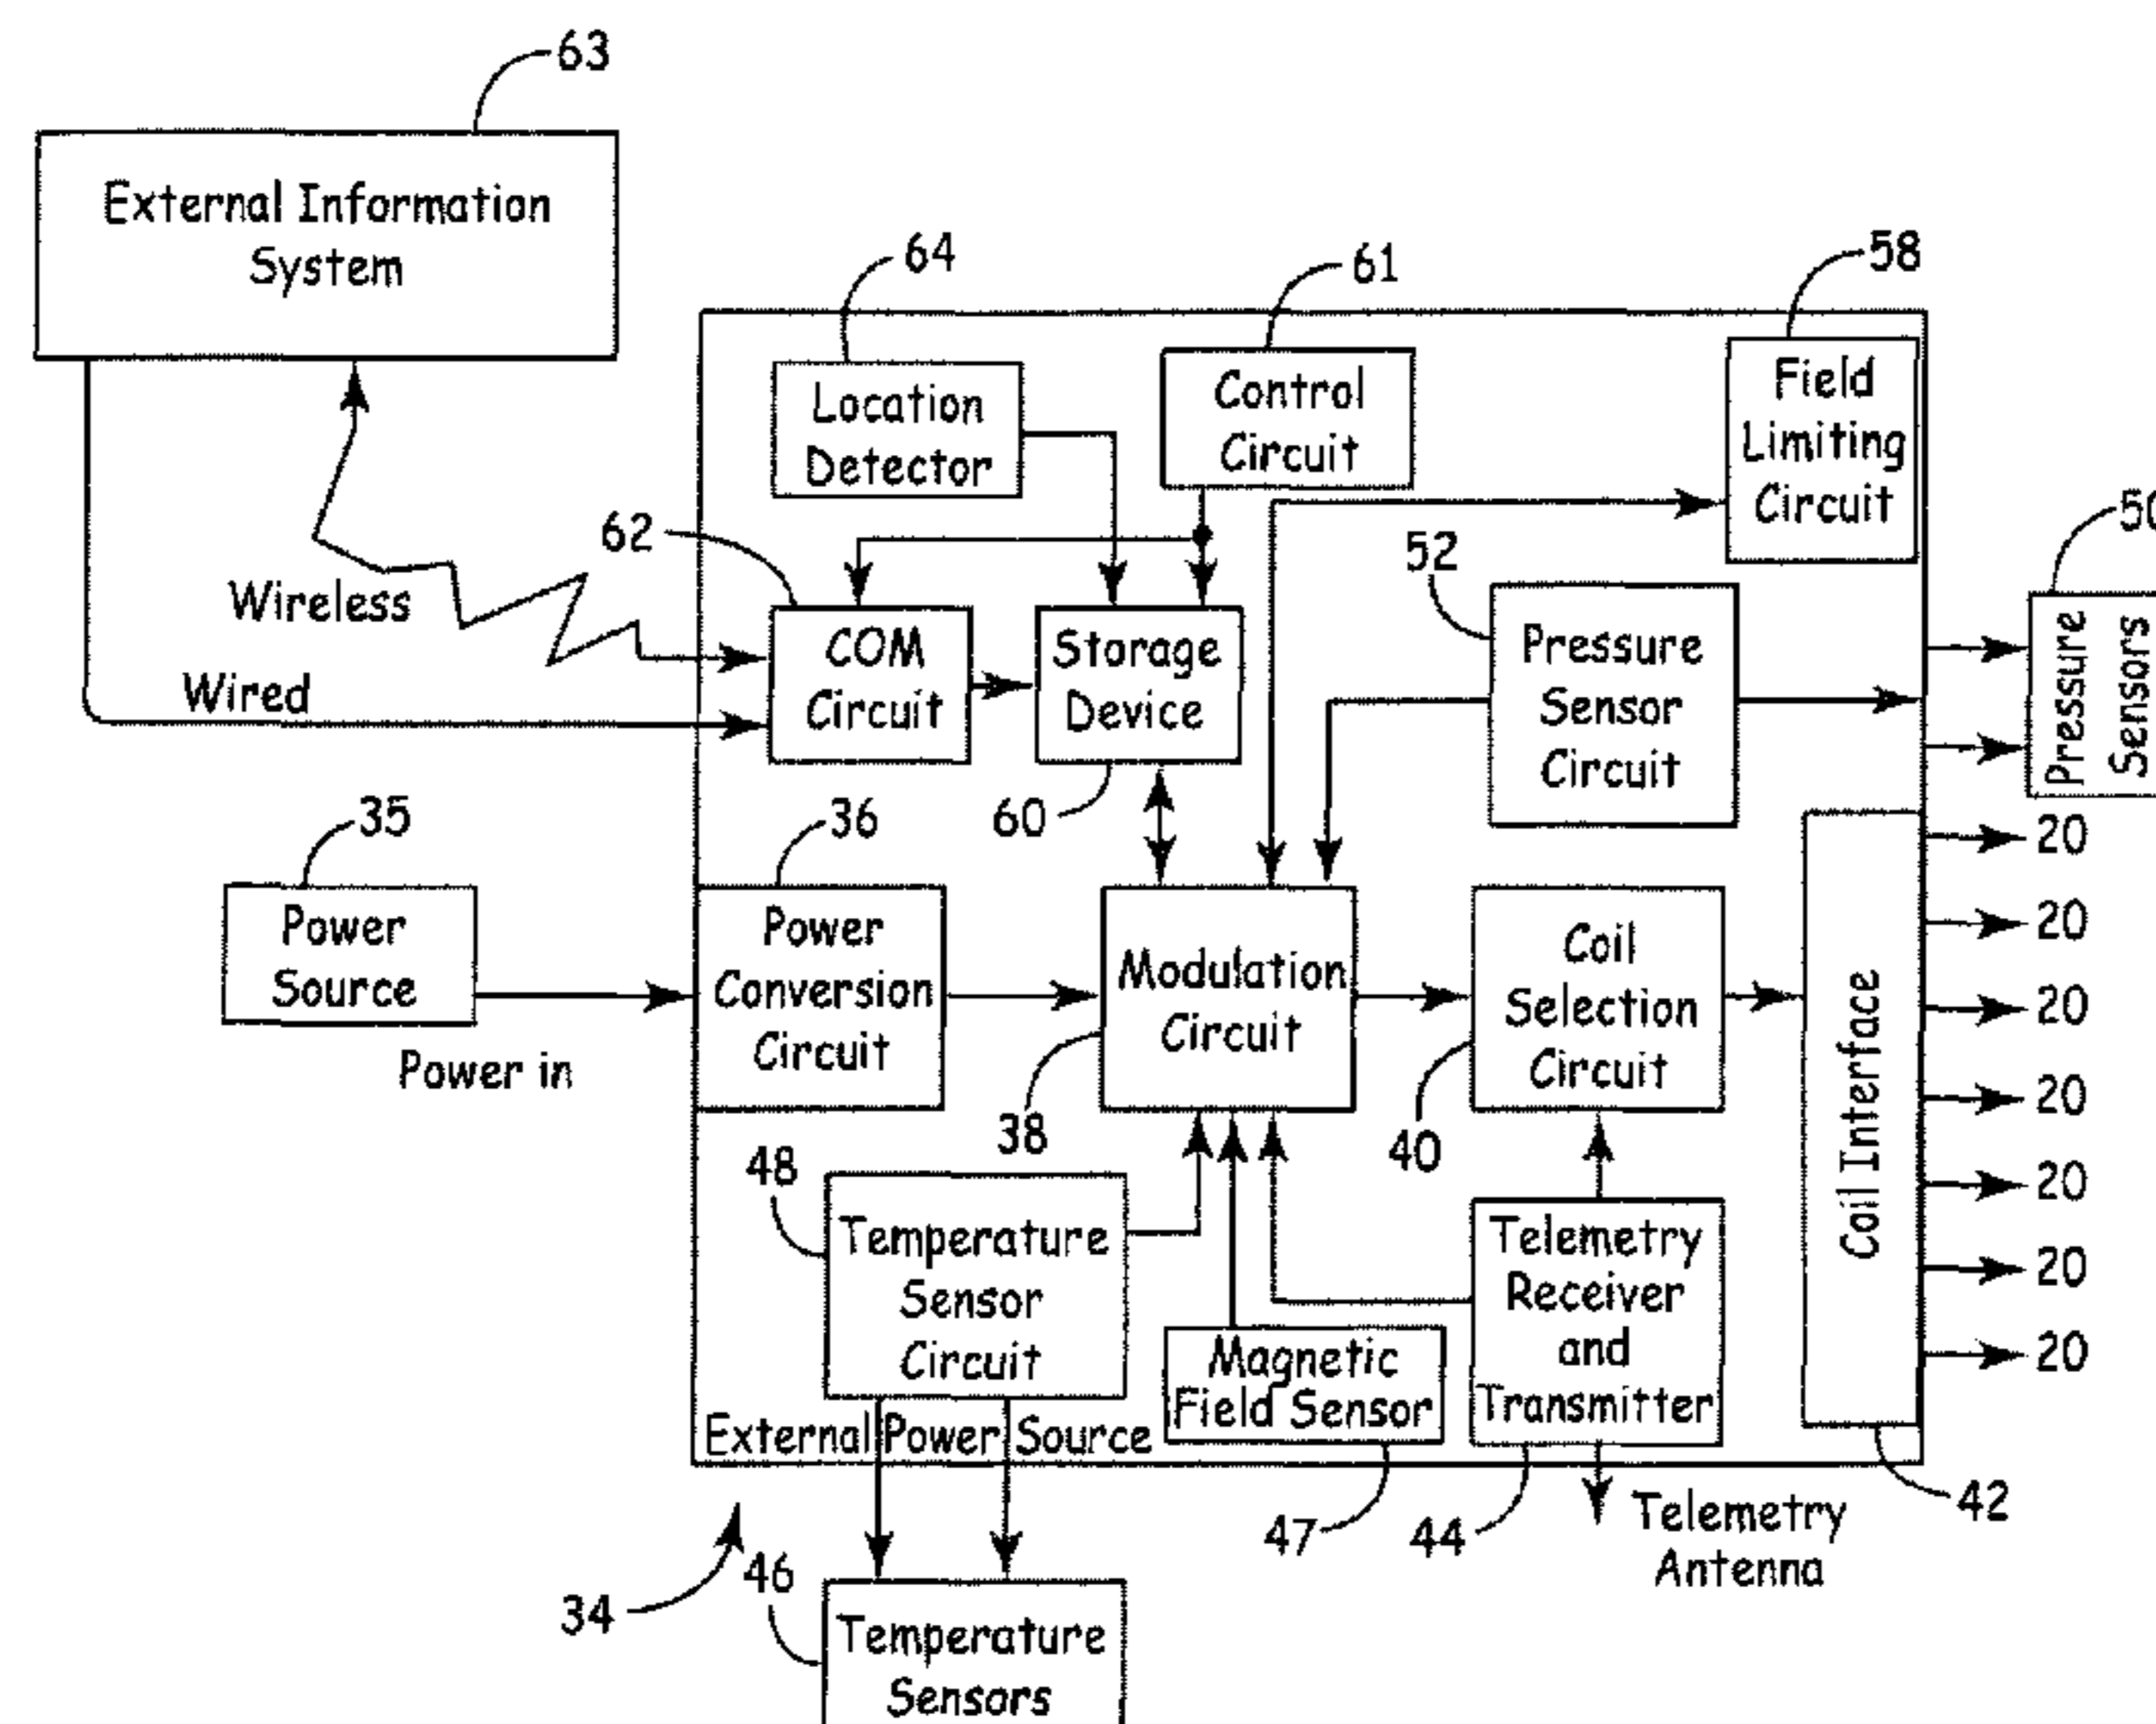 63
External Information
System
64
61
58
Location
Detector
Control
Circuit
Field
Limiting
Circuit
62
52
Wireless
COM
Circuit
Storage
Device
Pressure
Sensor
Circuit
Pressure
Sensors
Wired
35
36
60
20
Power
Source
Power
Conversion
Circuit
Modulation
Circuit
Coil
Selection
Circuit
Coil Interface
20
20
Power in
38
40
20
48
Temperature
Sensor
Circuit
Magnetic
Field Sensor
Telemetry
Receiver
and
Transmitter
20
20
20
External Power Source
34
46
47
44
Telemetry
Antenna
42
Temperature
Sensors